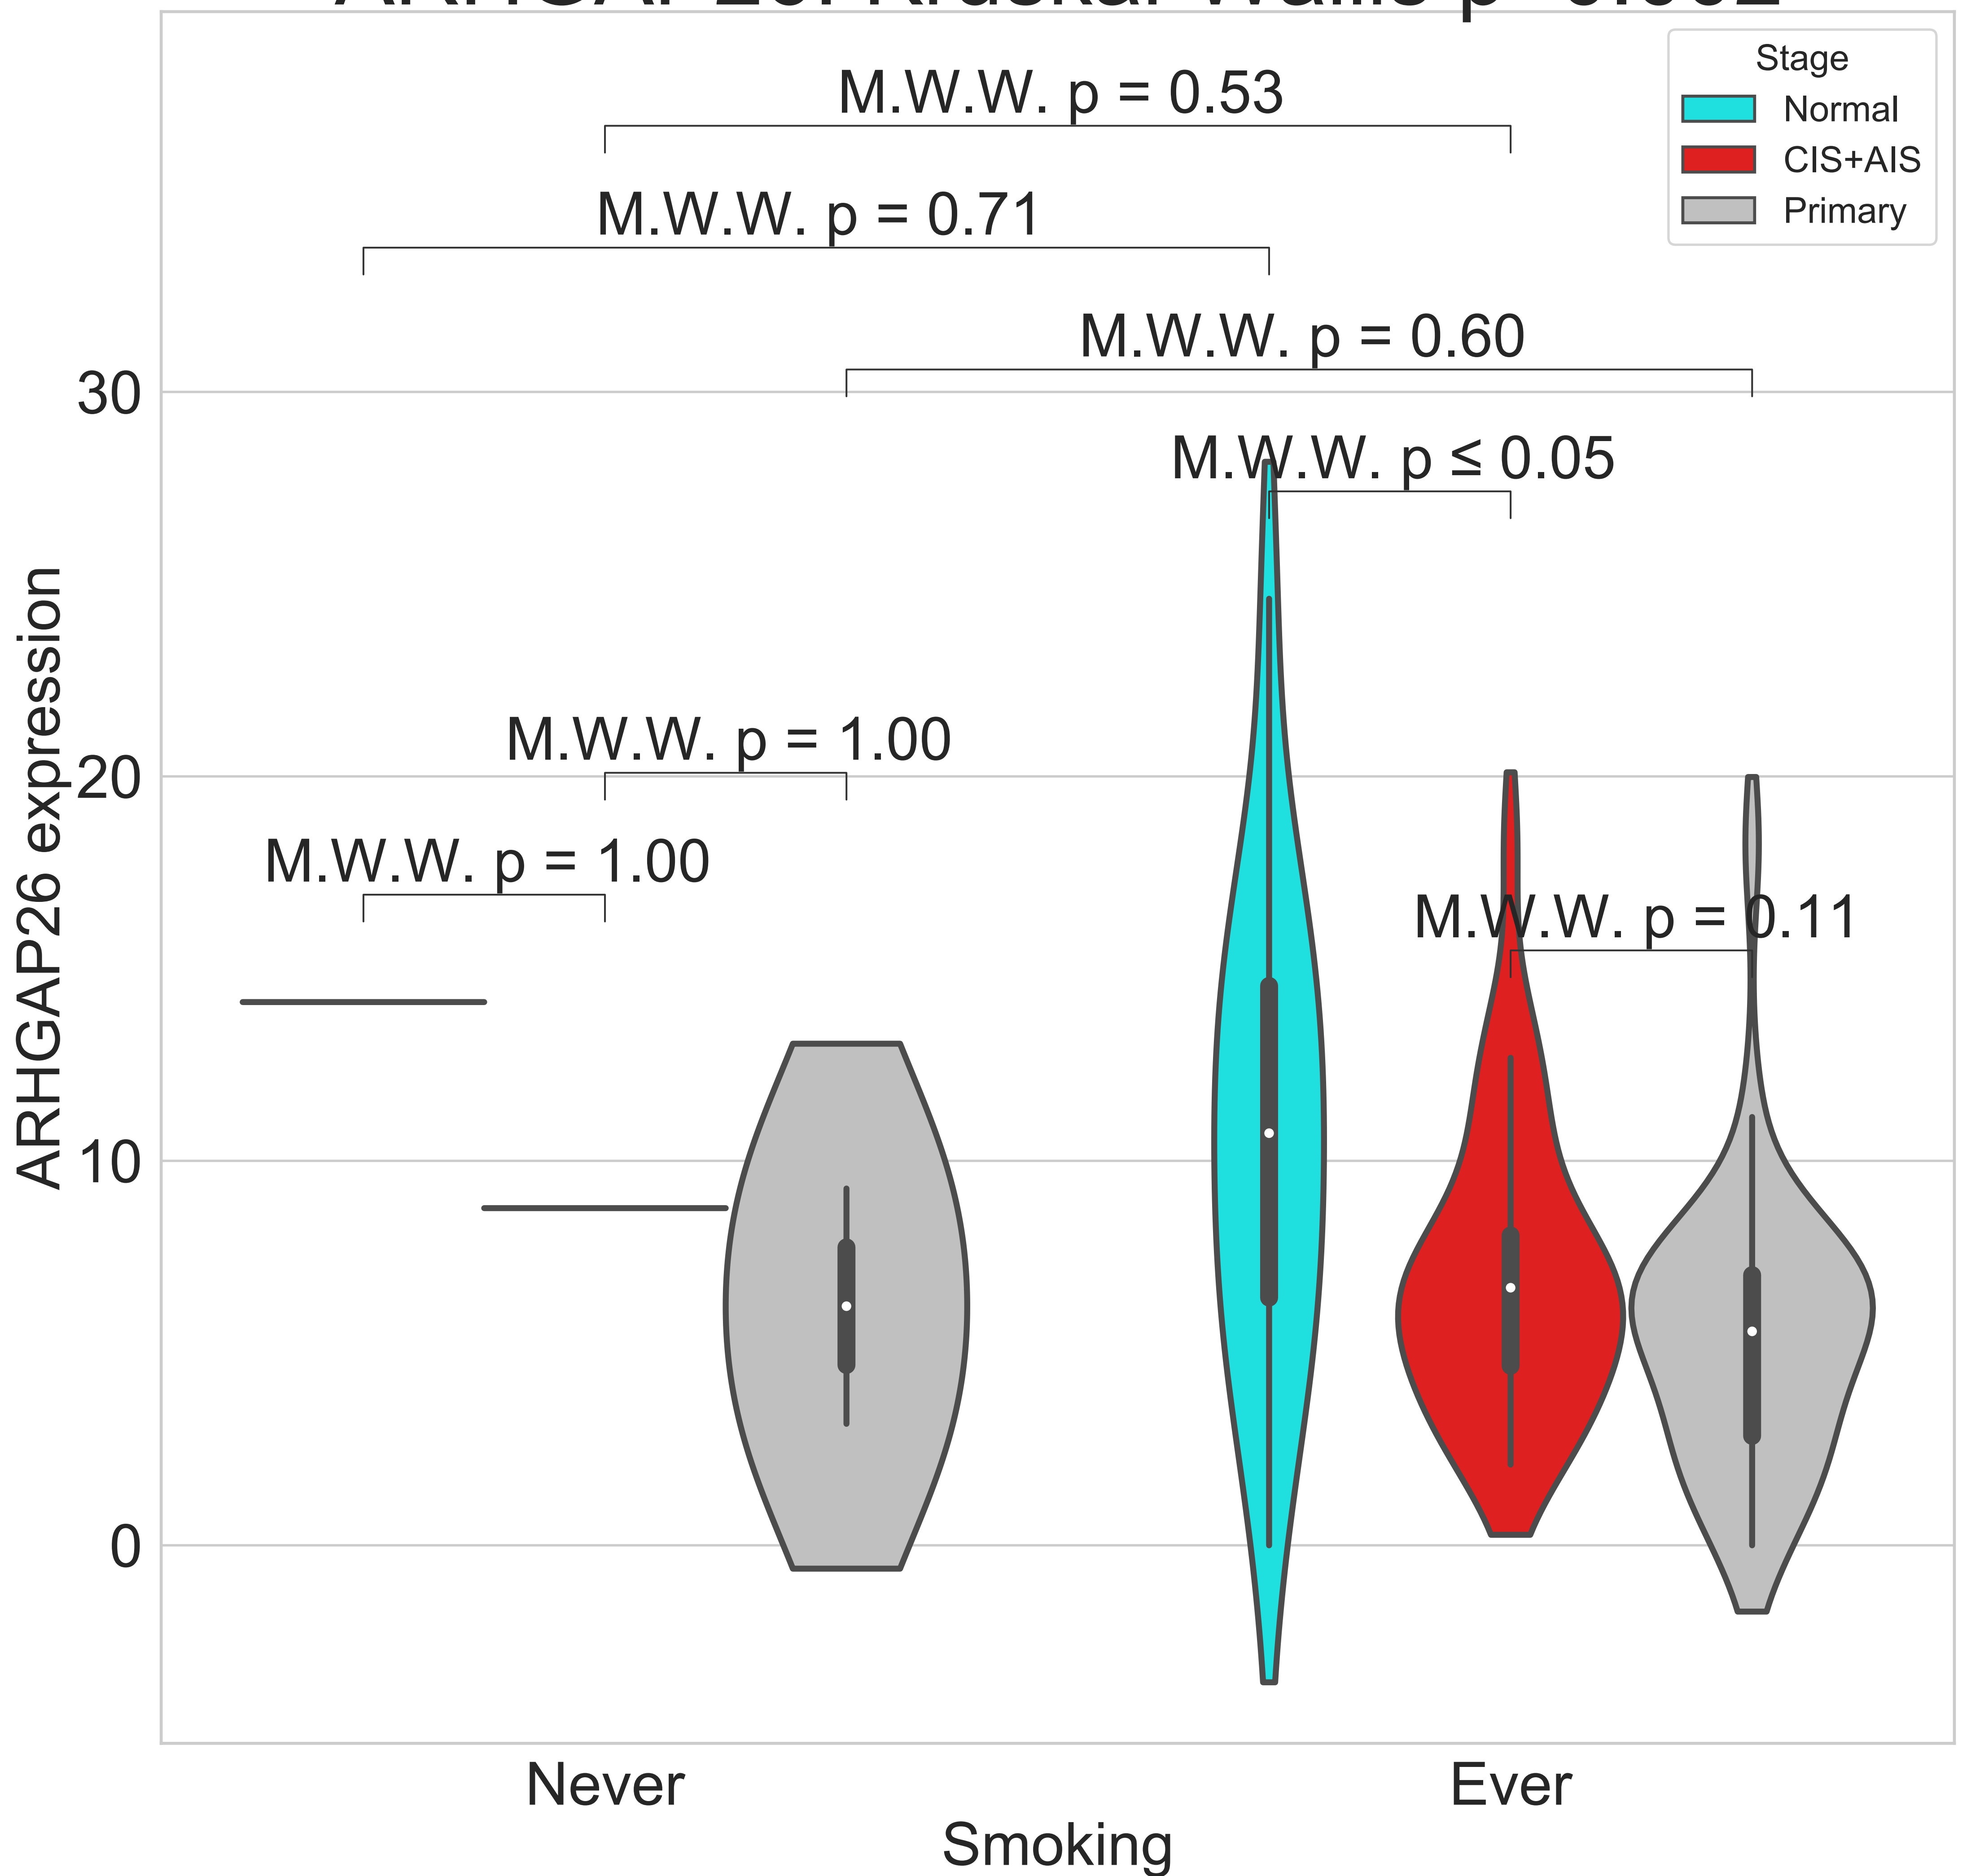 Stage
Normal
CIS+AIS
Primary
M.W.W. p = 0.53
M.W.W. p = 0.71
M.W.W. p = 0.60
M.W.W. p ≤ 0.05
M.W.W. p = 1.00
M.W.W. p = 1.00
M.W.W. p = 0.11
ARHGAP26 expression
30
20
10
0
Never
Ever
Smoking